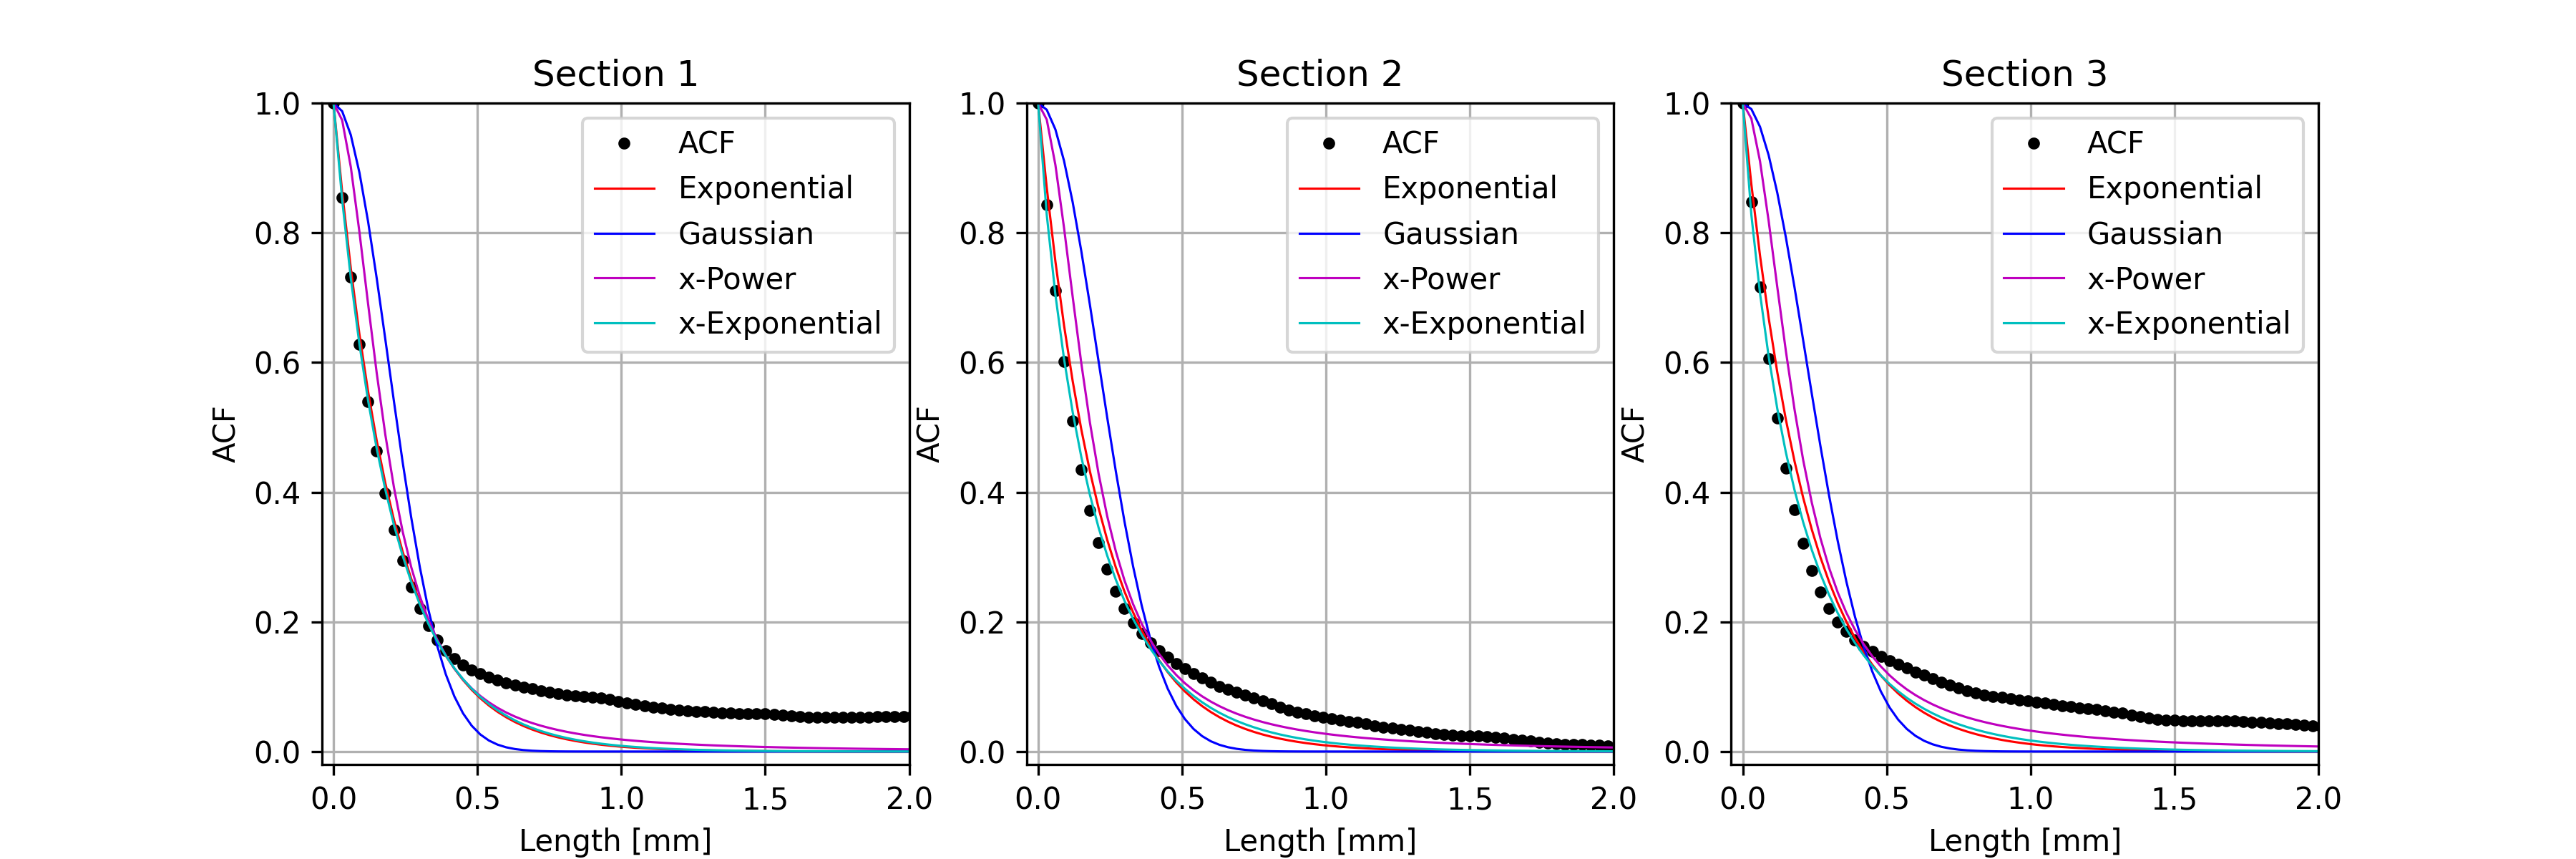 Section 1
1.0
0.8
0.6
0.4
0.2
0.0
ACF
0.0 0.5 1.0 1.5 2.0
Length [mm]
ACF
Exponential
Gaussian
x-Power
x-Exponential
Section 2
1.0
0.8
0.6
0.4
0.2
0.0
ACF
0.0 0.5 1.0 1.5 2.0
Length [mm]
ACF
Exponential
Gaussian
x-Power
x-Exponential
Section 3
1.0
0.8
0.6
0.4
0.2
0.0
ACF
0.0 0.5 1.0 1.5 2.0
Length [mm]
ACF
Exponential
Gaussian
x-Power
x-Exponential